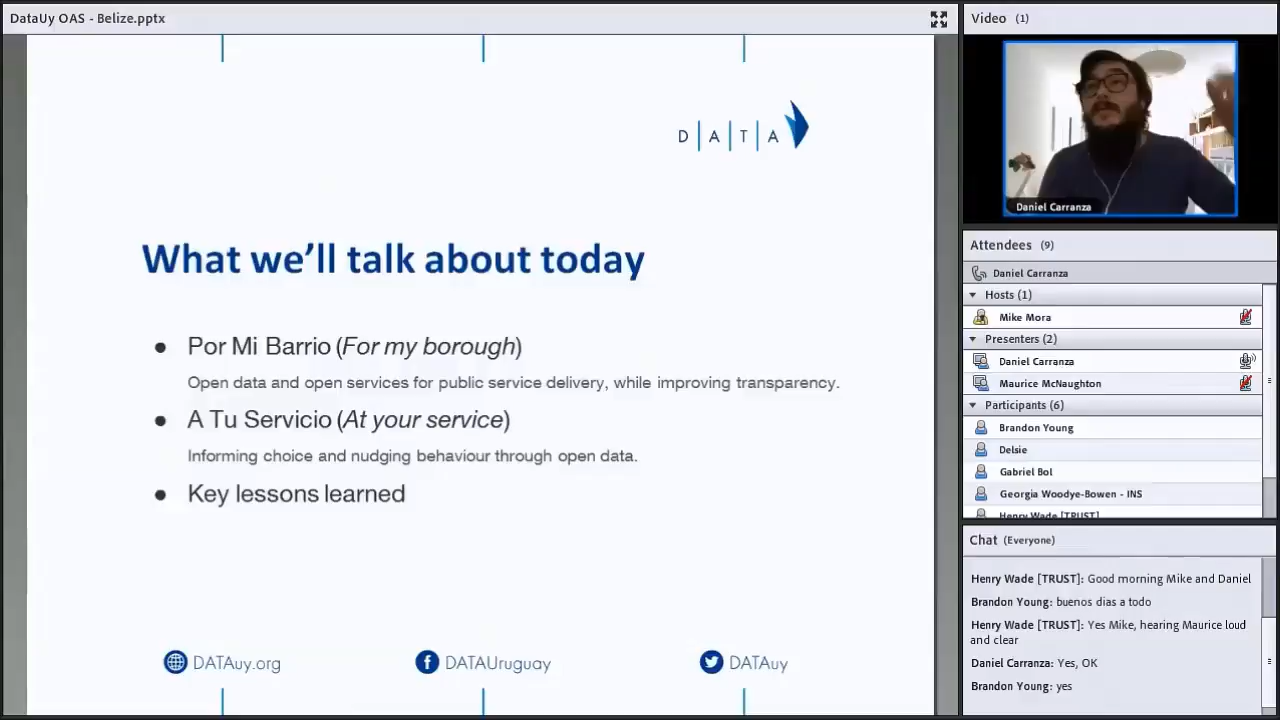 DataUy OAS - Belize.pptx
D|A|T|A
What we'll talk about today
● Por Mi Barrio (For my borough)
Open data and open services for public service delivery, while improving transparency.
● A Tu Servicio (At your service)
Informing choice and nudging behaviour through open data.
● Key lessons learned
DATAuy.org
DATAUruguay
DATAuy
Video (1)
Daniel Carranza
Attendees (9)
Daniel Carranza
Hosts (1)
Mike Mora
Presenters (2)
Daniel Carranza
Maurice McNaughton
Participants (6)
Brandon Young
Delsie
Gabriel Bol
Georgia Woodye-Bowen - INS
Henry Wade [TRUST]
Chat (Everyone)
Henry Wade [TRUST]: Good morning Mike and Daniel
Brandon Young: buenos dias a todo
Henry Wade [TRUST]: Yes Mike, hearing Maurice loud
and clear
Daniel Carranza: Yes, OK
Brandon Young: yes